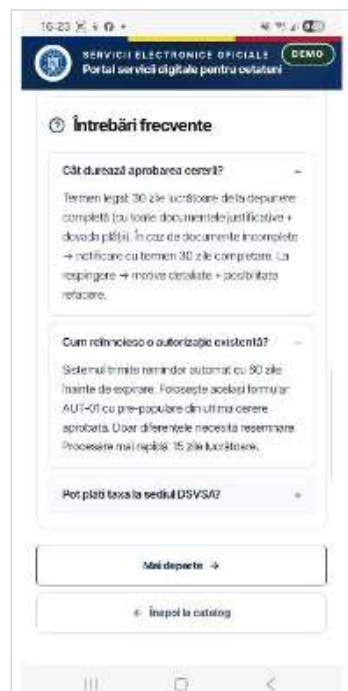 16:23
SERVICII ELECTRONICE OFICIALE
DEMO
Portal servicii digitale pentru cetateni
Întrebări frecvente
Cât durează aprobarea cererii?
Termen legal: 30 zile lucrătoare de la depunere
completă (cu toate documentele justificative +
dovada plății). În caz de documente incomplete
→ notificare cu termen 30 zile completare. La
respingere → motive detaliate + posibilitate
refacere.
Cum reînnoiesc o autorizație existentă?
Sistemul trimite reminder automat cu 60 zile
înainte de expirare. Folosește același formular
AUT-01 cu pre-populare din ultima cerere
aprobată. Doar diferențele necesită resemnare.
Procesare mai rapidă: 15 zile lucrătoare.
Pot plăti taxa la sediul DSVSA?
+
Mai departe →
← Înapoi la catalog